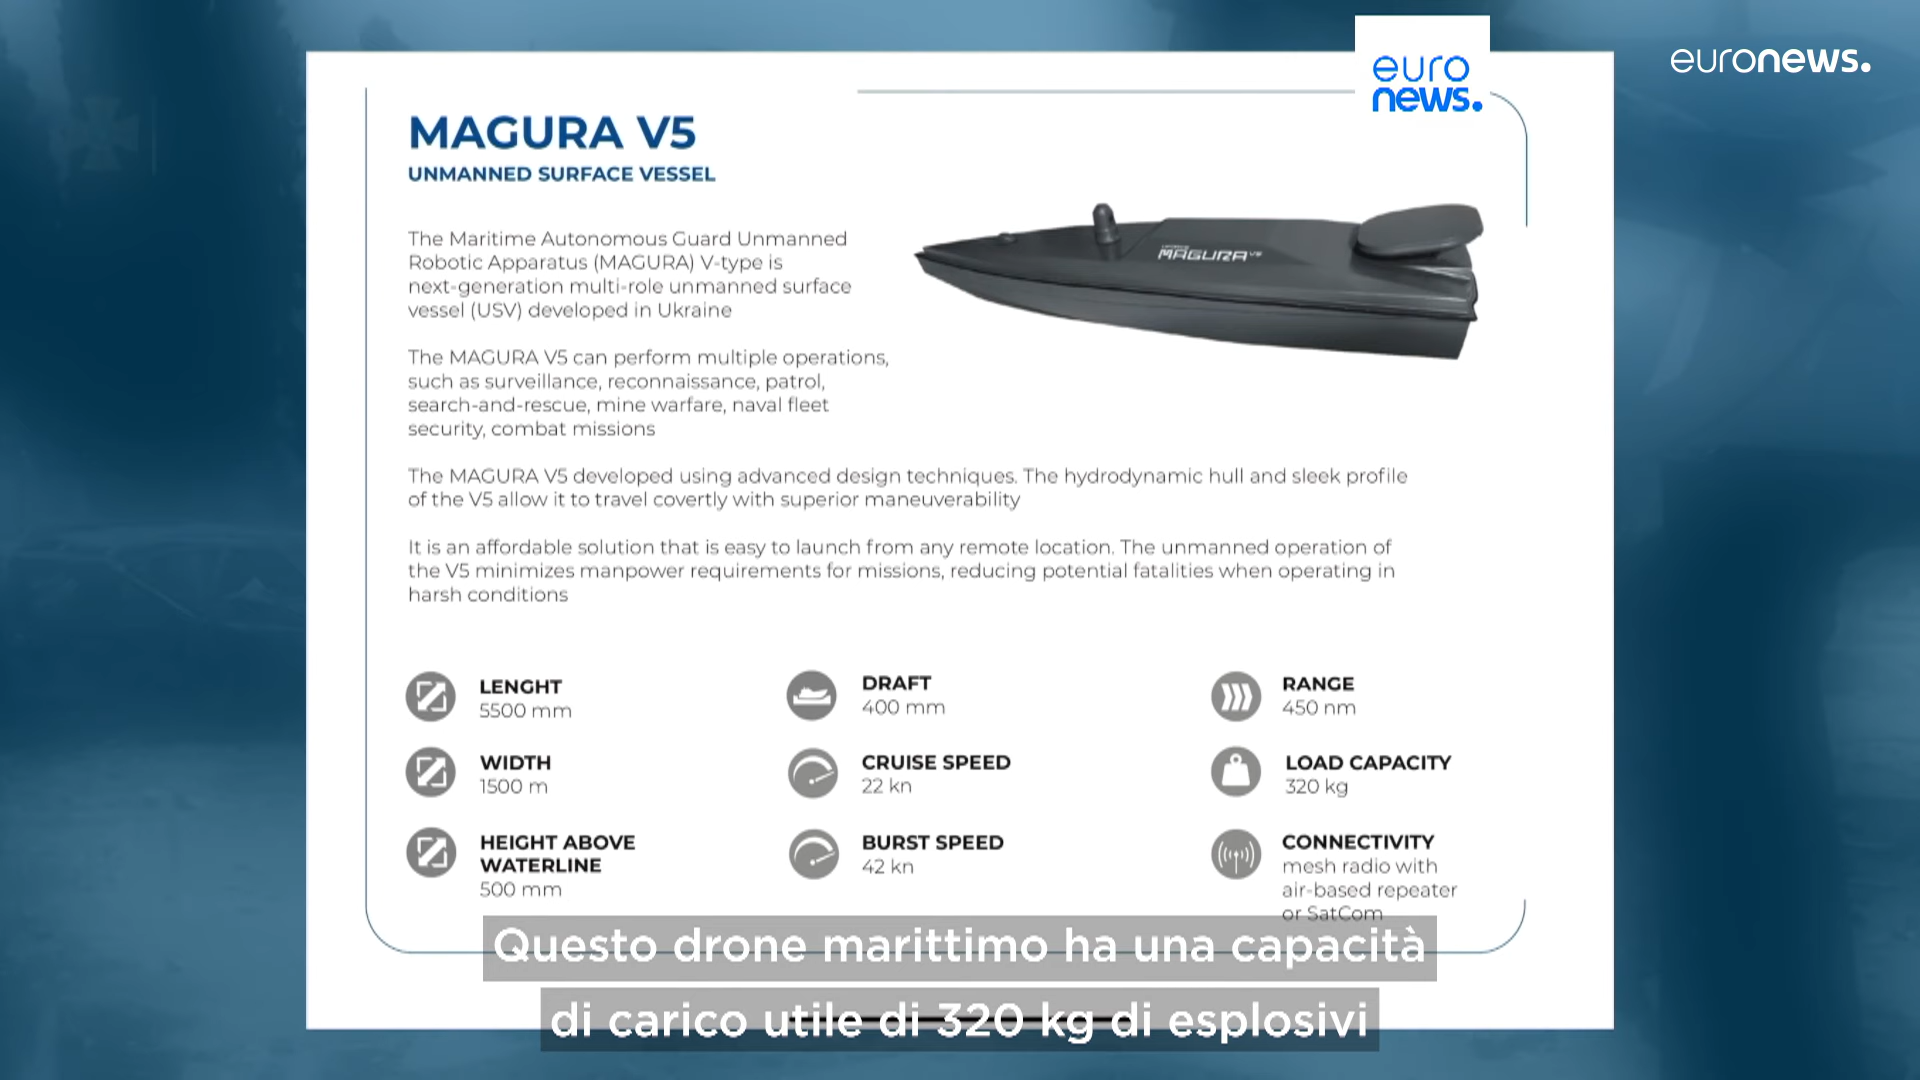 euro
news.
euronews.
MAGURA V5
UNMANNED SURFACE VESSEL
The Maritime Autonomous Guard Unmanned
Robotic Apparatus (MAGURA) V-type is
next-generation multi-role unmanned surface
vessel (USV) developed in Ukraine
MAGURA V5
The MAGURA V5 can perform multiple operations,
such as surveillance, reconnaissance, patrol,
search-and-rescue, mine warfare, naval fleet
security, combat missions
The MAGURA V5 developed using advanced design techniques. The hydrodynamic hull and sleek profile
of the V5 allow it to travel covertly with superior maneuverability
It is an affordable solution that is easy to launch from any remote location. The unmanned operation of
the V5 minimizes manpower requirements for missions, reducing potential fatalities when operating in
harsh conditions
LENGHT
5500 mm
WIDTH
1500 m
HEIGHT ABOVE
WATERLINE
500 mm
DRAFT
400 mm
CRUISE SPEED
22 kn
BURST SPEED
42 kn
RANGE
450 nm
LOAD CAPACITY
320 kg
CONNECTIVITY
mesh radio with
air-based repeater
or SatCom
Questo drone marittimo ha una capacità
di carico utile di 320 kg di esplosivi